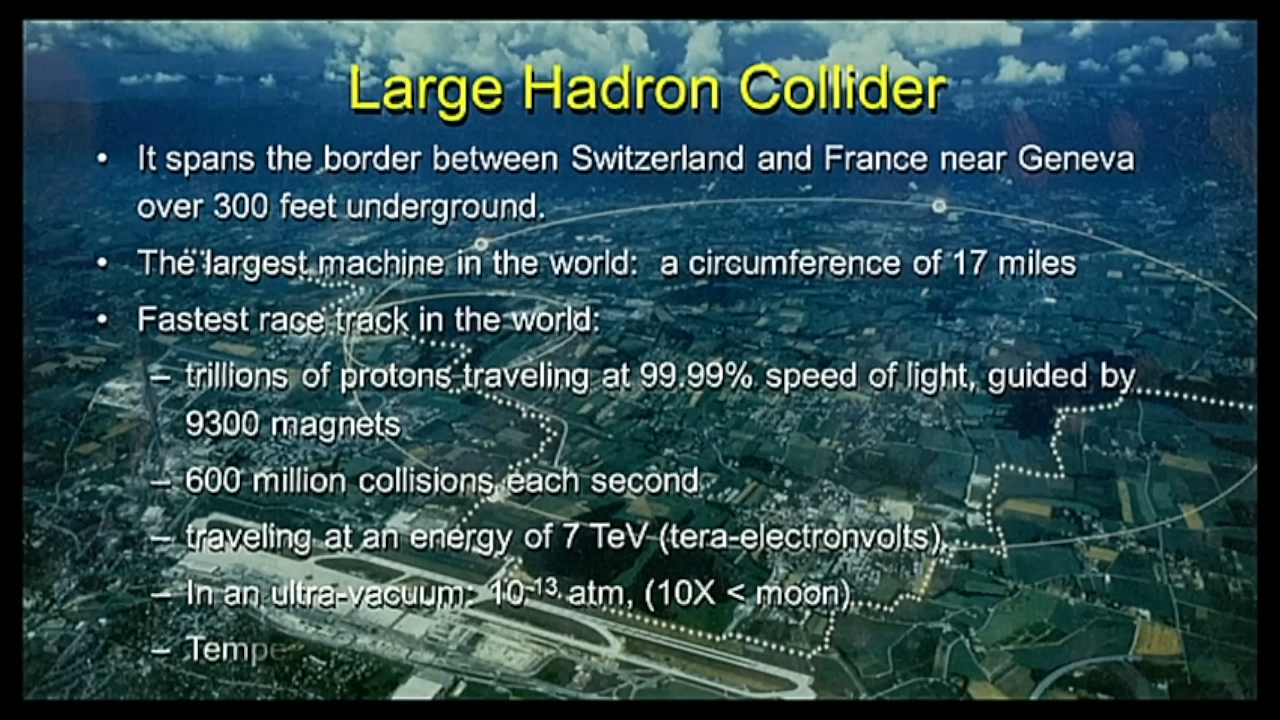 Large Hadron Collider
• It spans the border between Switzerland and France near Geneva
over 300 feet underground.
• The largest machine in the world: a circumference of 17 miles
• Fastest race track in the world:
– trillions of protons traveling at 99.99% speed of light, guided by
9300 magnets
– 600 million collisions each second
– traveling at an energy of 7 TeV (tera-electronvolts)
– In an ultra-vacuum: 10⁻¹³ atm, (10X < moon)
– Tempe